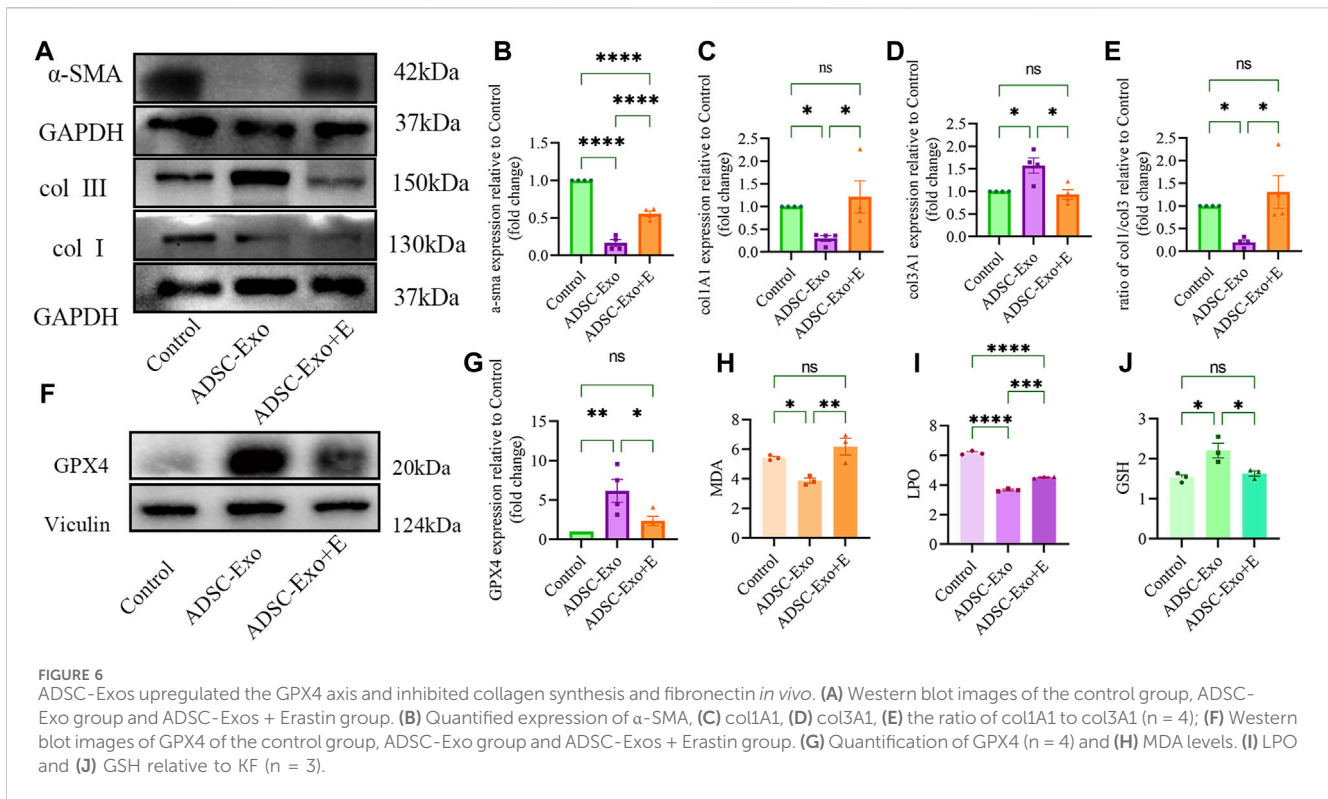 A
α-SMA
42kDa
GAPDH
37kDa
col III
150kDa
col I
130kDa
GAPDH
37kDa
Control
ADSC-Exo
ADSC-Exo+E
B
a-sma expression relative to Control
(fold change)
1.5
1.0
0.5
0.0
****
****
****
Control
ADSC-Exo
ADSC-Exo+E
C
col1A1 expression relative to Control
(fold change)
2.5
2.0
1.5
1.0
0.5
0.0
ns
*
*
Control
ADSC-Exo
ADSC-Exo+E
D
col3A1 expression relative to Control
(fold change)
2.5
2.0
1.5
1.0
0.5
0.0
ns
*
*
Control
ADSC-Exo
ADSC-Exo+E
E
ratio of col1/col3 relative to Control
(fold change)
2.5
2.0
1.5
1.0
0.5
0.0
ns
*
*
Control
ADSC-Exo
ADSC-Exo+E
F
GPX4
20kDa
Viculin
124kDa
Control
ADSC-Exo
ADSC-Exo+E
G
GPX4 expression relative to Control
(fold change)
15
10
5
0
ns
**
*
Control
ADSC-Exo
ADSC-Exo+E
H
MDA
8
6
4
2
0
ns
*
**
Control
ADSC-Exo
ADSC-Exo+E
I
LPO
8
6
4
2
0
****
****
***
Control
ADSC-Exo
ADSC-Exo+E
J
GSH
3
2
1
0
ns
*
*
Control
ADSC-Exo
ADSC-Exo+E
FIGURE 6
ADSC-Exos upregulated the GPX4 axis and inhibited collagen synthesis and fibronectin in vivo. (A) Western blot images of the control group, ADSC-
Exo group and ADSC-Exos + Erastin group. (B) Quantified expression of α-SMA, (C) col1A1, (D) col3A1, (E) the ratio of col1A1 to col3A1 (n = 4); (F) Western
blot images of GPX4 of the control group, ADSC-Exo group and ADSC-Exos + Erastin group. (G) Quantification of GPX4 (n = 4) and (H) MDA levels. (I) LPO
and (J) GSH relative to KF (n = 3).